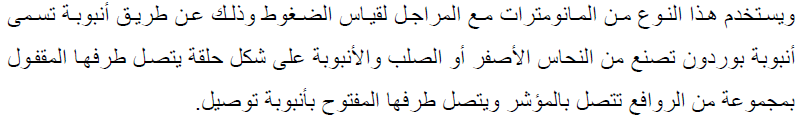 ويستخدم هذا النوع من المانومترات مع المراجل لقياس الضغوط وذلك عن طريق أنبوبة تسمى
أنبوبة بوردون تصنع من النحاس الأصفر أو الصلب والأنبوبة على شكل حلقة يتصل طرفها المقفول
بمجموعة من الروافع تتصل بالمؤشر ويتصل طرفها المفتوح بأنبوبة توصيل.